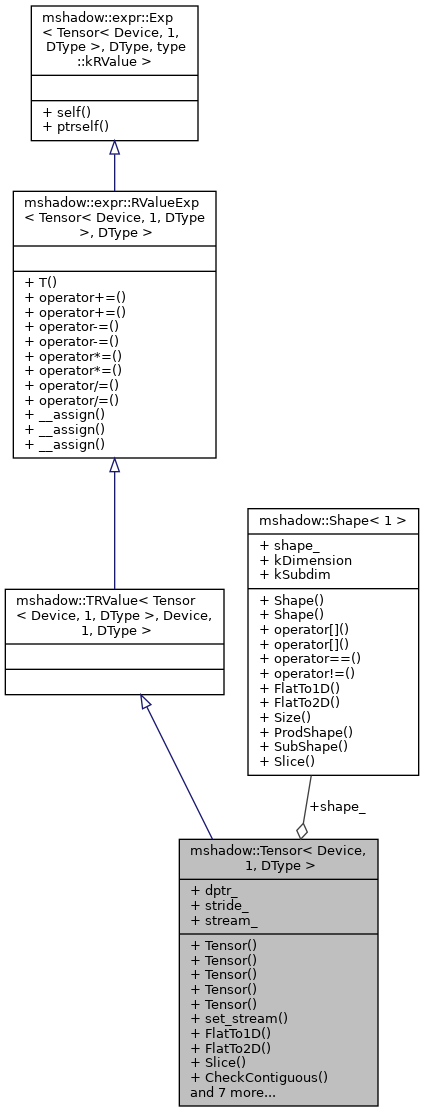 mshadow::expr::Exp
< Tensor< Device, 1,
DType >, DType, type
::kRValue >
+ self()
+ ptrself()
mshadow::expr::RValueExp
< Tensor< Device, 1, DType
>, DType >
+ T()
+ operator+=()
+ operator+=()
+ operator-=()
+ operator-=()
+ operator*=()
+ operator*=()
+ operator/=()
+ operator/=()
+ __assign()
+ __assign()
+ __assign()
mshadow::Shape< 1 >
+ shape_
+ kDimension
+ kSubdim
+ Shape()
+ Shape()
+ operator[]()
+ operator[]()
+ operator==()
+ operator!=()
+ FlatTo1D()
+ FlatTo2D()
+ Size()
+ ProdShape()
+ SubShape()
+ Slice()
mshadow::TRValue< Tensor
< Device, 1, DType >, Device,
1, DType >
+shape_
mshadow::Tensor< Device,
1, DType >
+ dptr_
+ stride_
+ stream_
+ Tensor()
+ Tensor()
+ Tensor()
+ Tensor()
+ Tensor()
+ set_stream()
+ FlatTo1D()
+ FlatTo2D()
+ Slice()
+ CheckContiguous()
and 7 more...